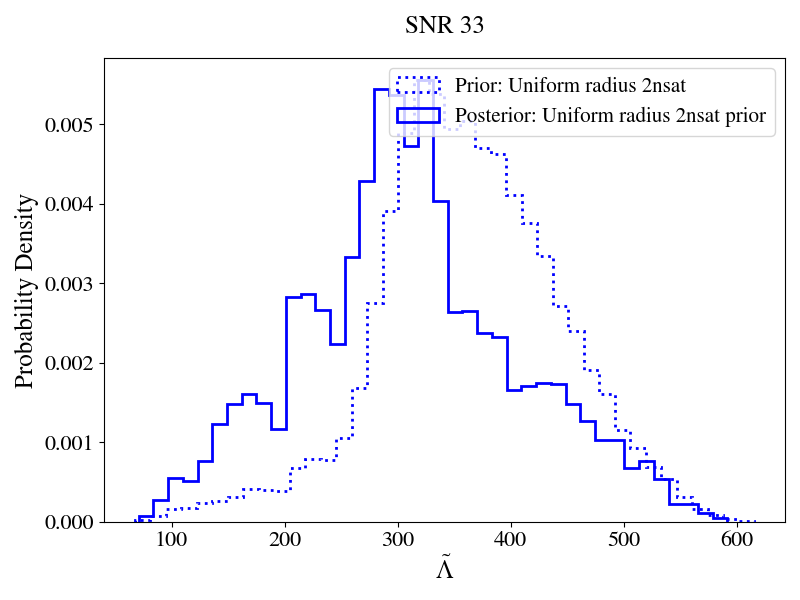 SNR 33
Prior: Uniform radius 2nsat
Posterior: Uniform radius 2nsat prior
Probability Density
0.005
0.004
0.003
0.002
0.001
0.000
100 200 300 400 500 600
Λ̃